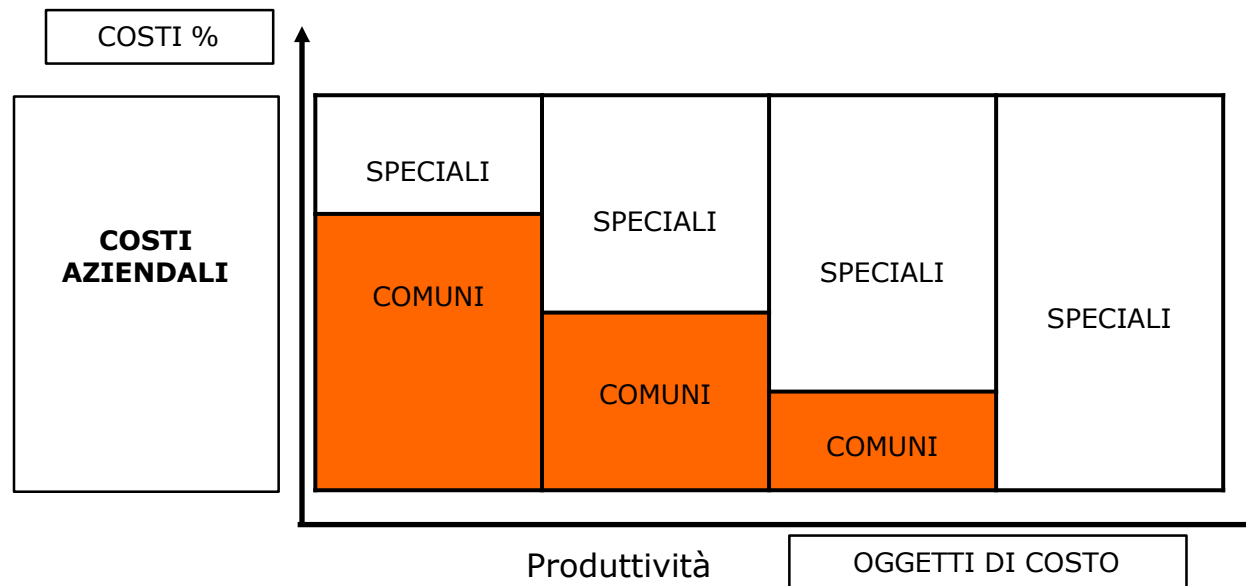 COSTI %
COSTI
AZIENDALI
SPECIALI
COMUNI
SPECIALI
COMUNI
SPECIALI
COMUNI
SPECIALI
Produttività
OGGETTI DI COSTO